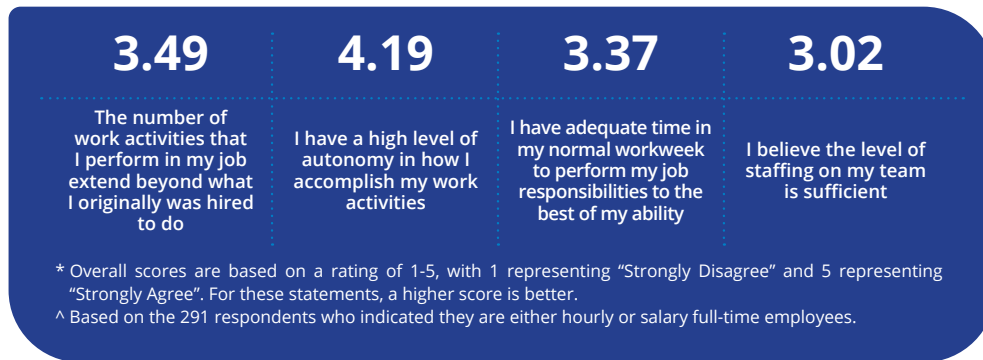 3.49
The number of
work activities that
I perform in my job
extend beyond what
I originally was hired
to do
4.19
I have a high level of
autonomy in how I
accomplish my work
activities
3.37
I have adequate time in
my normal workweek
to perform my job
responsibilities to the
best of my ability
3.02
I believe the level of
staffing on my team
is sufficient
* Overall scores are based on a rating of 1-5, with 1 representing “Strongly Disagree” and 5 representing
“Strongly Agree”. For these statements, a higher score is better.
^ Based on the 291 respondents who indicated they are either hourly or salary full-time employees.